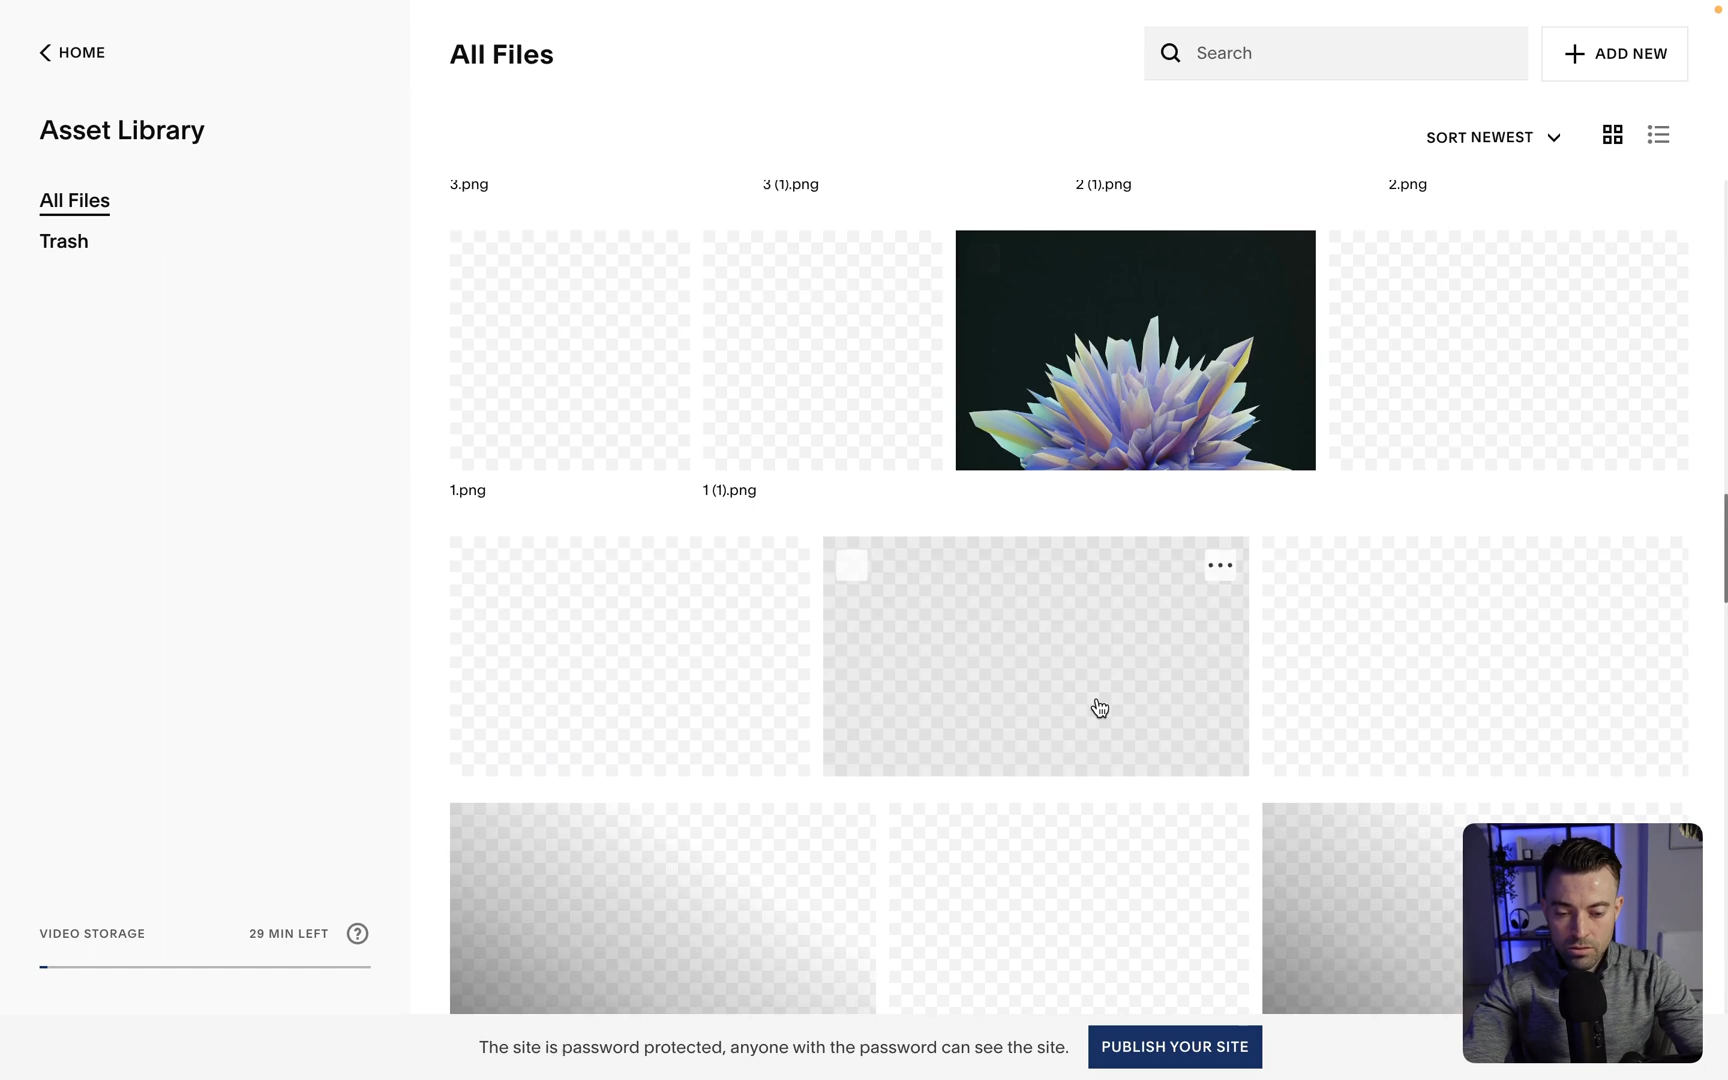 HOME
All Files
Search
ADD NEW
Asset Library
SORT NEWEST
All Files
Trash
3.png
3 (1).png
2 (1).png
2.png
1.png
1 (1).png
VIDEO STORAGE
29 MIN LEFT
?
The site is password protected, anyone with the password can see the site.
PUBLISH YOUR SITE